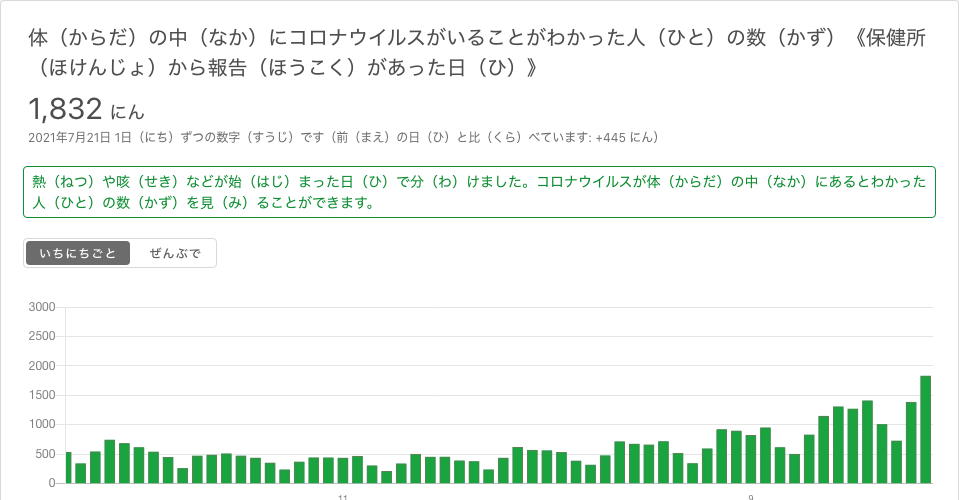 体（からだ）の中（なか）にコロナウイルスがいることがわかった人（ひと）の数（かず）《保健所
（ほけんじょ）から報告（ほうこく）があった日（ひ）》
1,832 にん
2021年7月21日 1日（にち）ずつの数字（すうじ）です（前（まえ）の日（ひ）と比（くら）べています: +445 にん）
熱（ねつ）や咳（せき）などが始（はじ）まった日（ひ）で分（わ）けました。コロナウイルスが体（からだ）の中（なか）にあるとわかった
人（ひと）の数（かず）を見（み）ることができます。
いちにちごと ぜんぶで
3000
2500
2000
1500
1000
500
0
11 9